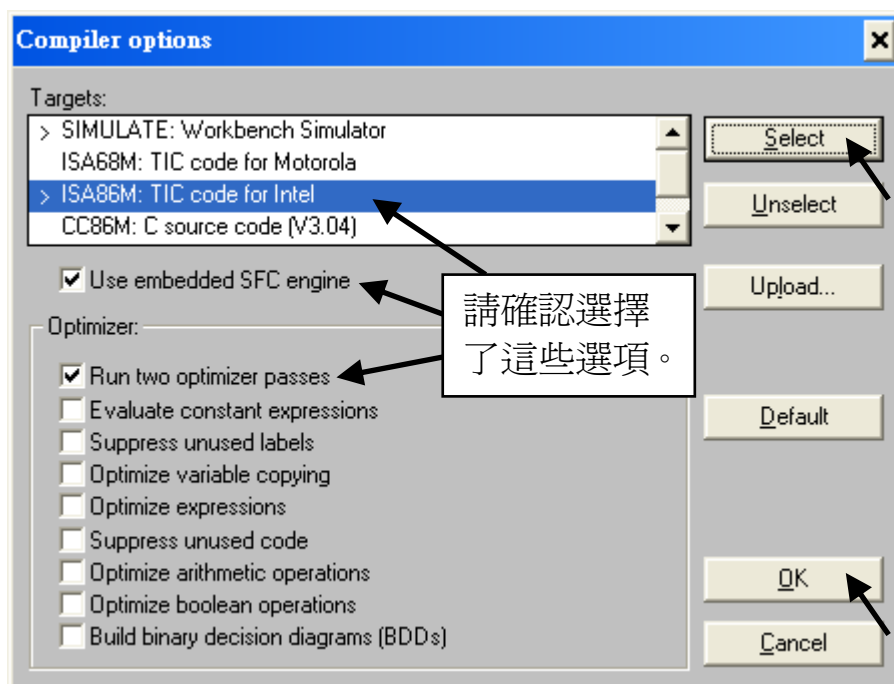 Compiler options
Targets:
> SIMULATE: Workbench Simulator
ISA68M: TIC code for Motorola
> ISA86M: TIC code for Intel
CC86M: C source code (V3.04)
Select
Unselect
Use embedded SFC engine
Upload...
請確認選擇
了這些選項。
Optimizer:
Run two optimizer passes
Evaluate constant expressions
Default
Suppress unused labels
Optimize variable copying
Optimize expressions
Suppress unused code
Optimize arithmetic operations
OK
Optimize boolean operations
Build binary decision diagrams (BDDs)
Cancel